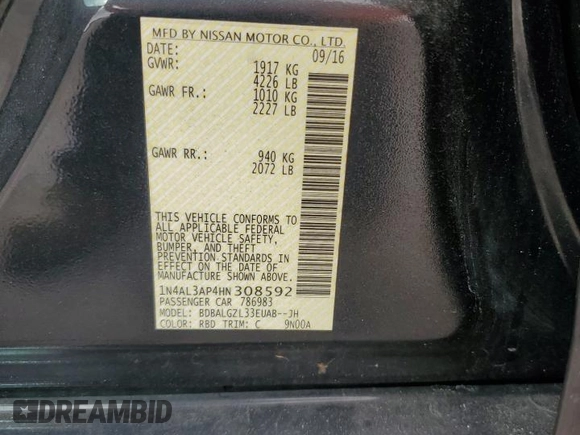 MFD BY NISSAN MOTOR CO., LTD.
DATE: 09/16
GVWR: 1917 KG
4226 LB
GAWR FR.: 1010 KG
2227 LB
GAWR RR.: 940 KG
2072 LB
THIS VEHICLE CONFORMS TO
ALL APPLICABLE FEDERAL
MOTOR VEHICLE SAFETY,
BUMPER, AND THEFT
PREVENTION STANDARDS IN
EFFECT ON THE DATE OF
MANUFACTURE SHOWN ABOVE.
1N4AL3AP4HN308592
PASSENGER CAR 786983
MODEL: BDBALGZL33EUAB--JH
COLOR: RBD TRIM: C 9N00A
DREAMBID